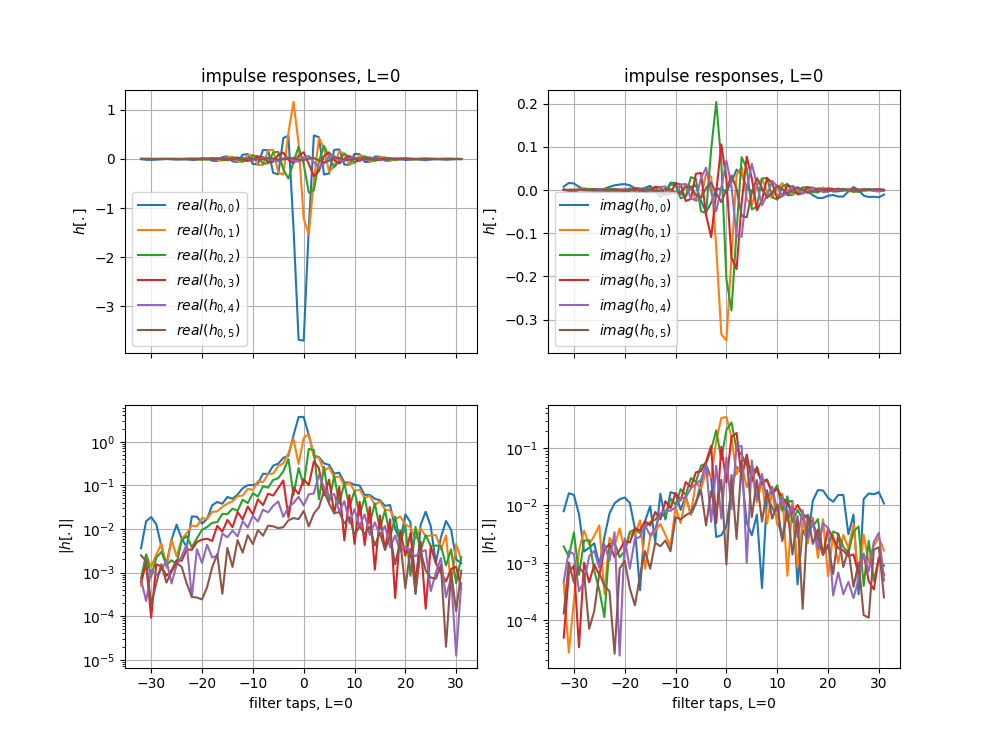 impulse responses, L=0
1
0
−1
−2
−3
h[.]
real(h0,0)
real(h0,1)
real(h0,2)
real(h0,3)
real(h0,4)
real(h0,5)
impulse responses, L=0
0.2
0.1
0.0
−0.1
−0.2
−0.3
h[.]
imag(h0,0)
imag(h0,1)
imag(h0,2)
imag(h0,3)
imag(h0,4)
imag(h0,5)
10^0
10^−1
10^−2
10^−3
10^−4
10^−5
|h[.]|
−30 −20 −10 0 10 20 30
filter taps, L=0
10^−1
10^−2
10^−3
10^−4
|h[.]|
−30 −20 −10 0 10 20 30
filter taps, L=0